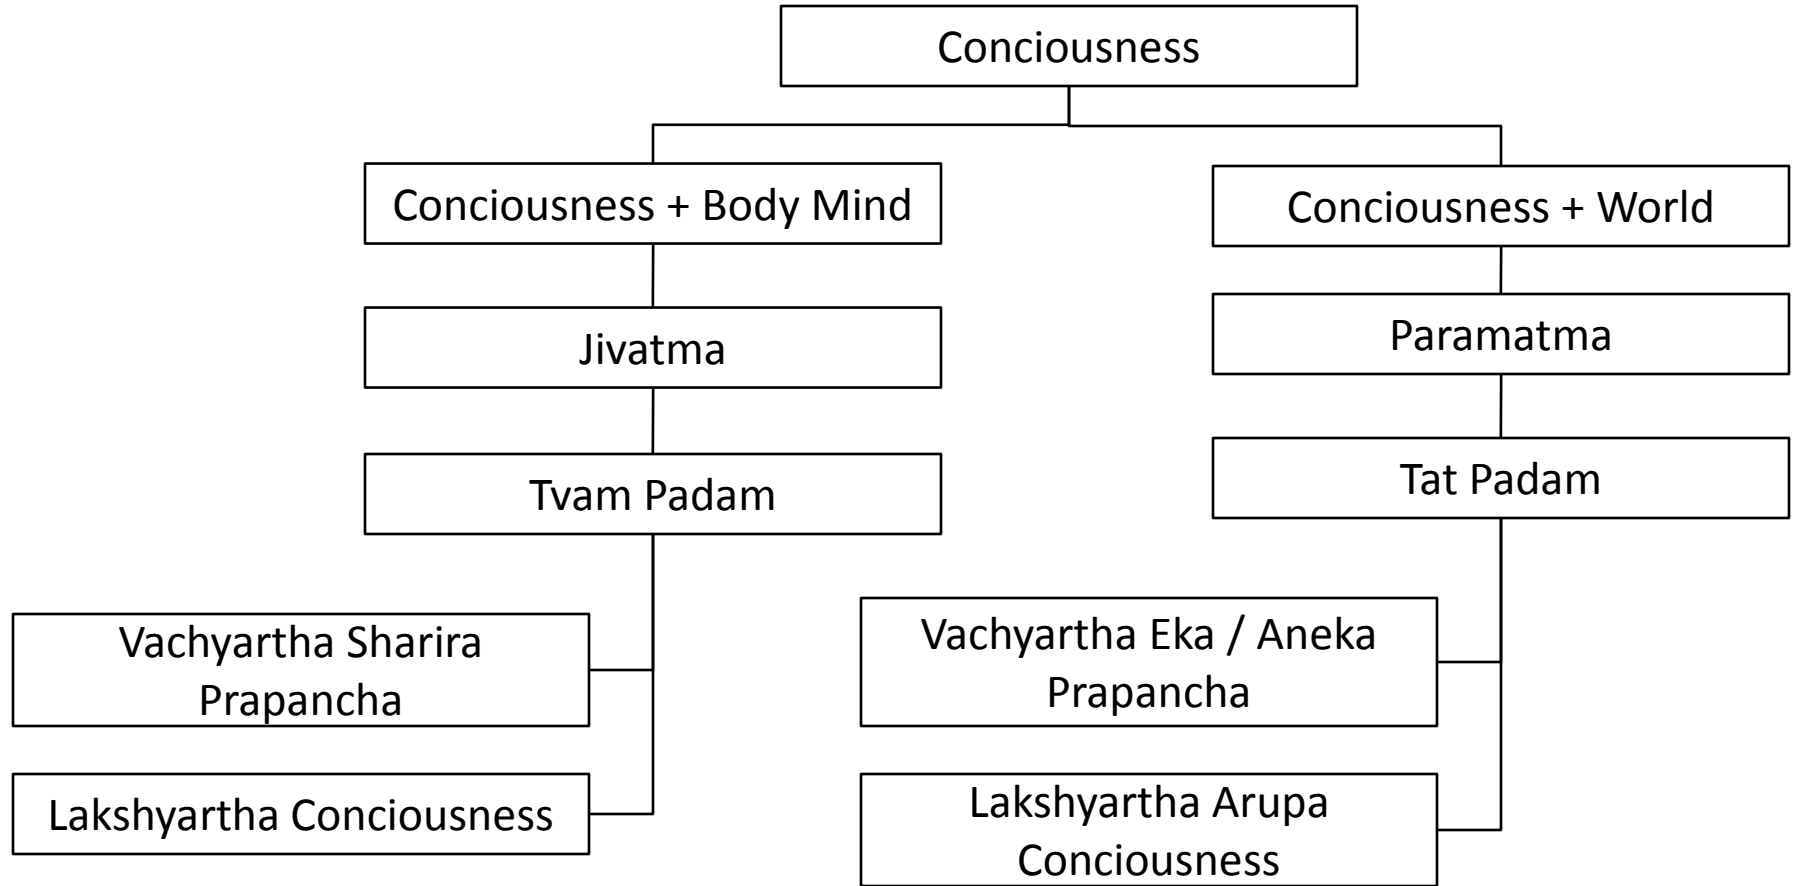 Conciousness
Conciousness + Body Mind
Conciousness + World
Jivatma
Paramatma
Tvam Padam
Tat Padam
Vachyartha Sharira
Prapancha
Vachyartha Eka / Aneka
Prapancha
Lakshyartha Conciousness
Lakshyartha Arupa
Conciousness